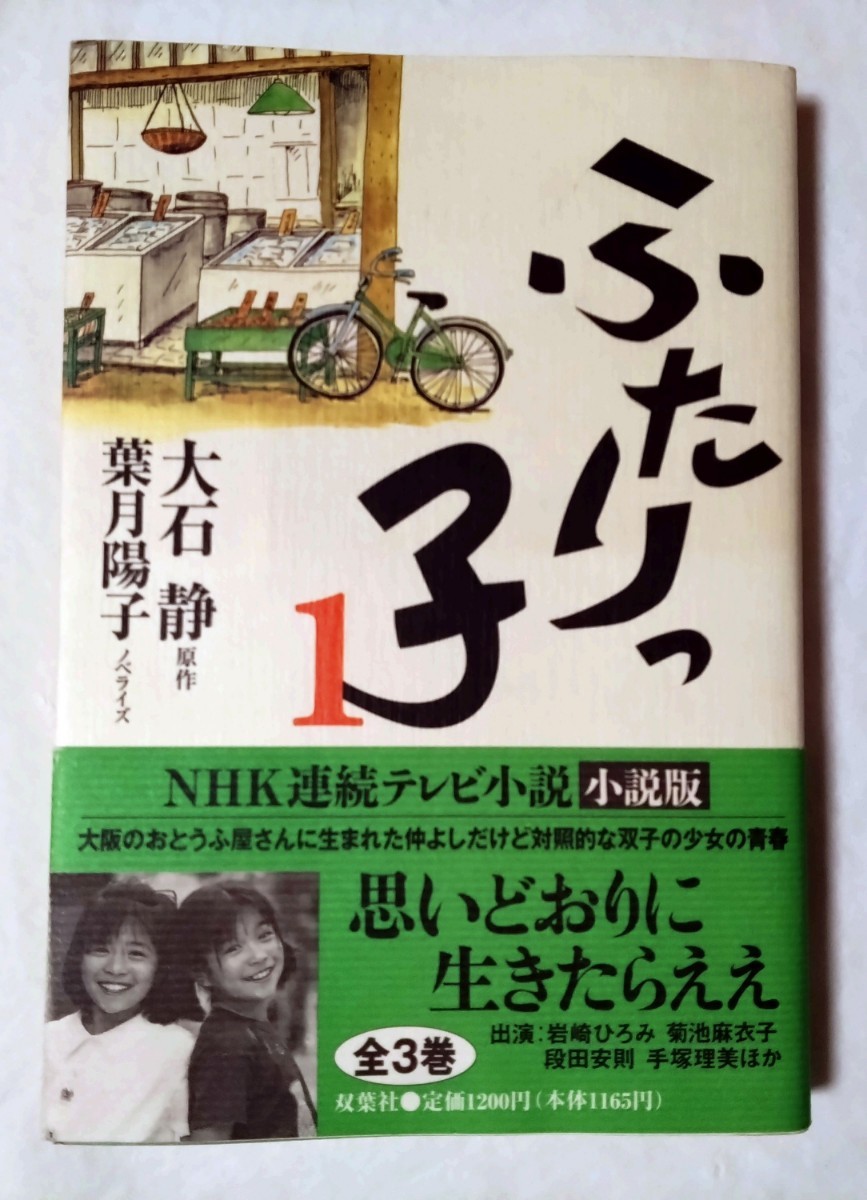 ふたりっ
子
1
大石 静 原作
葉月陽子 ノベライズ
NHK連続テレビ小説 小説版
大阪のおとうふ屋さんに生まれた仲よしだけど対照的な双子の少女の青春
思いどおりに
生きたらええ
出演:岩崎ひろみ 菊池麻衣子
段田安則 手塚理美ほか
全3巻
双葉社●定価1200円(本体1165円)